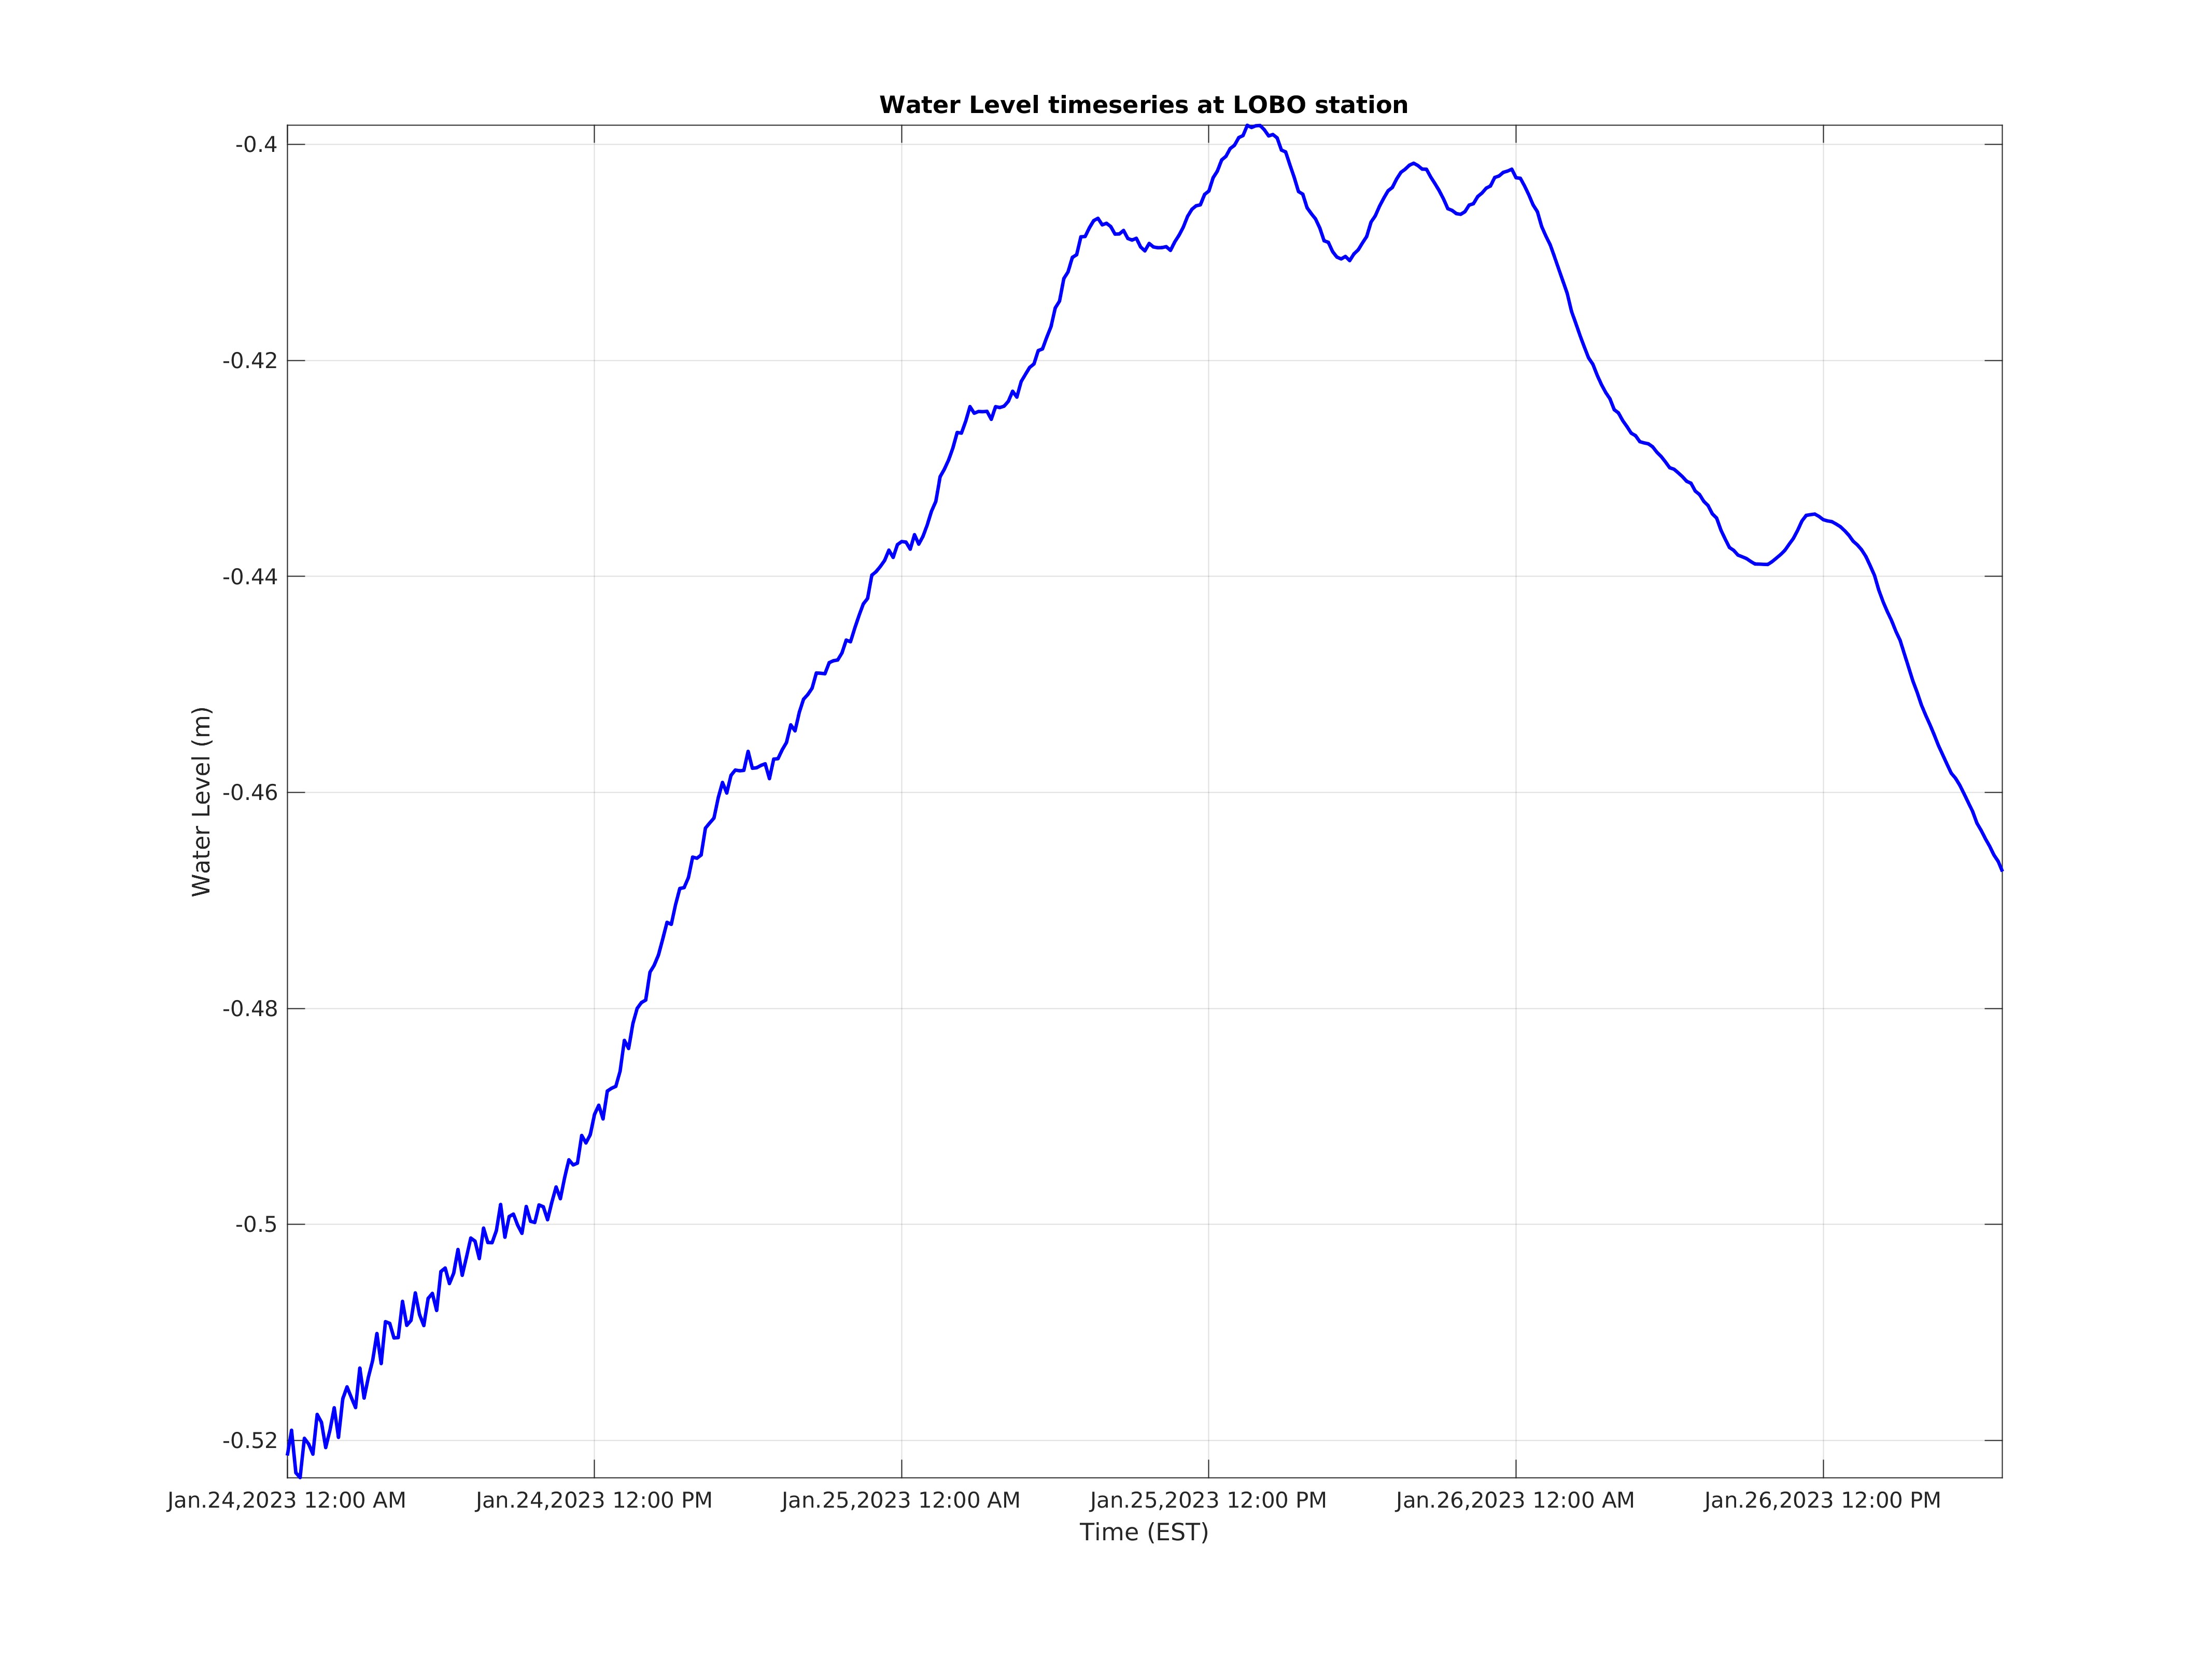 Water Level timeseries at LOBO station
-0.4
-0.42
-0.44
-0.46
-0.48
-0.5
-0.52
Water Level (m)
Jan.24,2023 12:00 AM Jan.24,2023 12:00 PM Jan.25,2023 12:00 AM Jan.25,2023 12:00 PM Jan.26,2023 12:00 AM Jan.26,2023 12:00 PM
Time (EST)